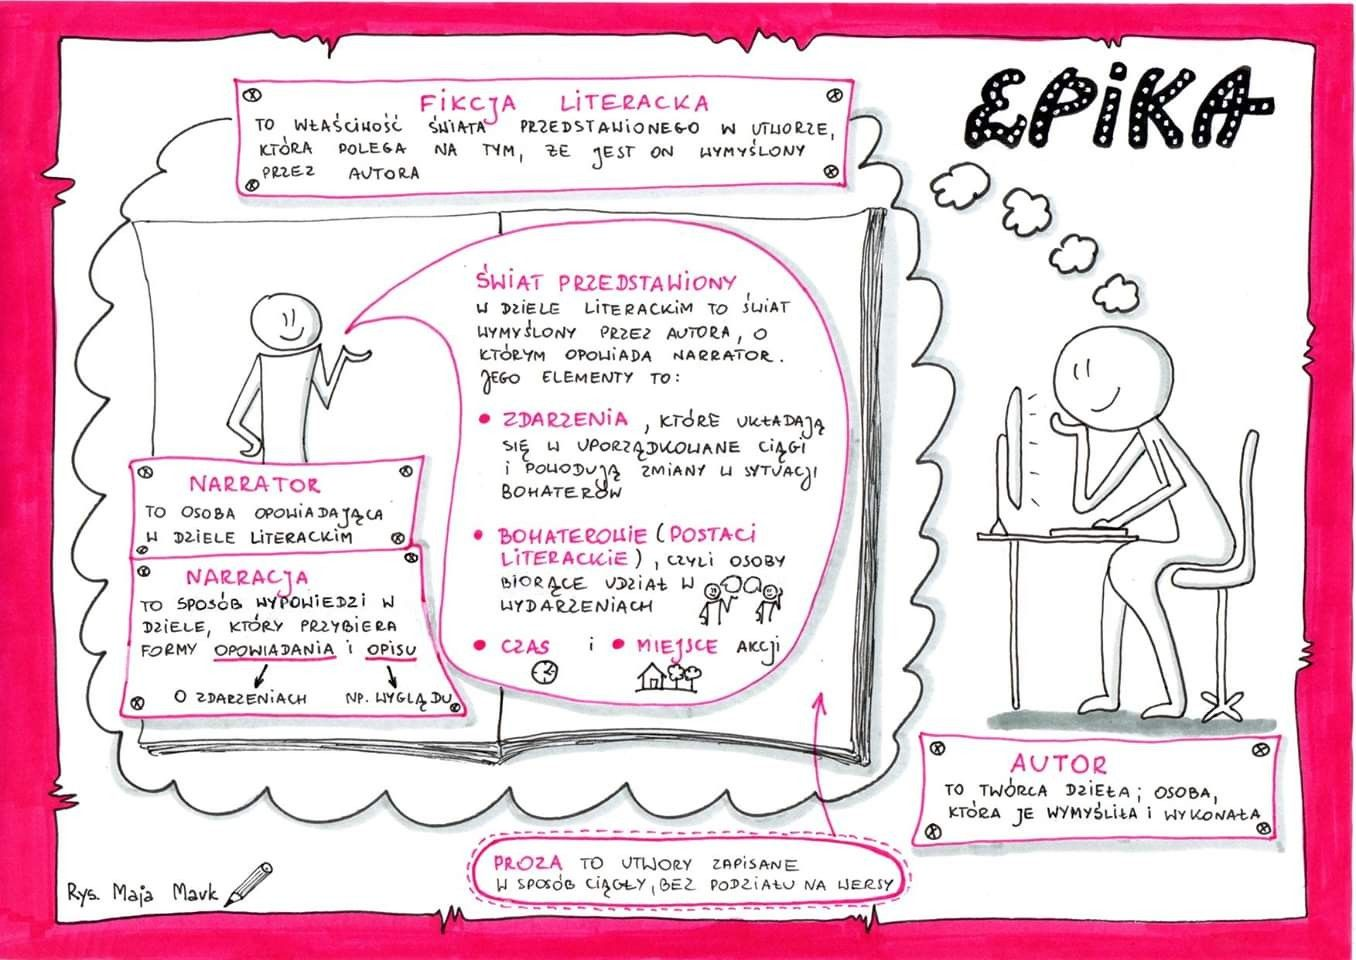 EPIKA
FIKCJA LITERACKA
TO WŁAŚCIWOŚĆ ŚWIATA PRZEDSTAWIONEGO W UTWORZE,
KTÓRA POLEGA NA TYM, ŻE JEST ON WYMYŚLONY
PRZEZ AUTORA
ŚWIAT PRZEDSTAWIONY
W DZIELE LITERACKIM TO ŚWIAT
WYMYŚLONY PRZEZ AUTORA, O
KTÓRYM OPOWIADA NARRATOR.
JEGO ELEMENTY TO:
• ZDARZENIA, KTÓRE UKŁADAJĄ
SIĘ W UPORZĄDKOWANE CIĄGI
I POWODUJĄ ZMIANY W SYTUACJI
BOHATERÓW
• BOHATEROWIE (POSTACI
LITERACKIE), CZYLI OSOBY
BIORĄCE UDZIAŁ W
WYDARZENIACH
• CZAS i • MIEJSCE AKCJI
NARRATOR
TO OSOBA OPOWIADAJĄCA
W DZIELE LITERACKIM
NARRACJA
TO SPOSÓB WYPOWIEDZI W
DZIELE, KTÓRY PRZYBIERA
FORMY OPOWIADANIA i OPISU
O ZDARZENIACH NP. WYGLĄDU
AUTOR
TO TWÓRCA DZIEŁA; OSOBA,
KTÓRA JE WYMYŚLIŁA I WYKONAŁA
PROZA TO UTWORY ZAPISANE
W SPOSÓB CIĄGŁY, BEZ PODZIAŁU NA WERSY
Rys. Maja Mavk